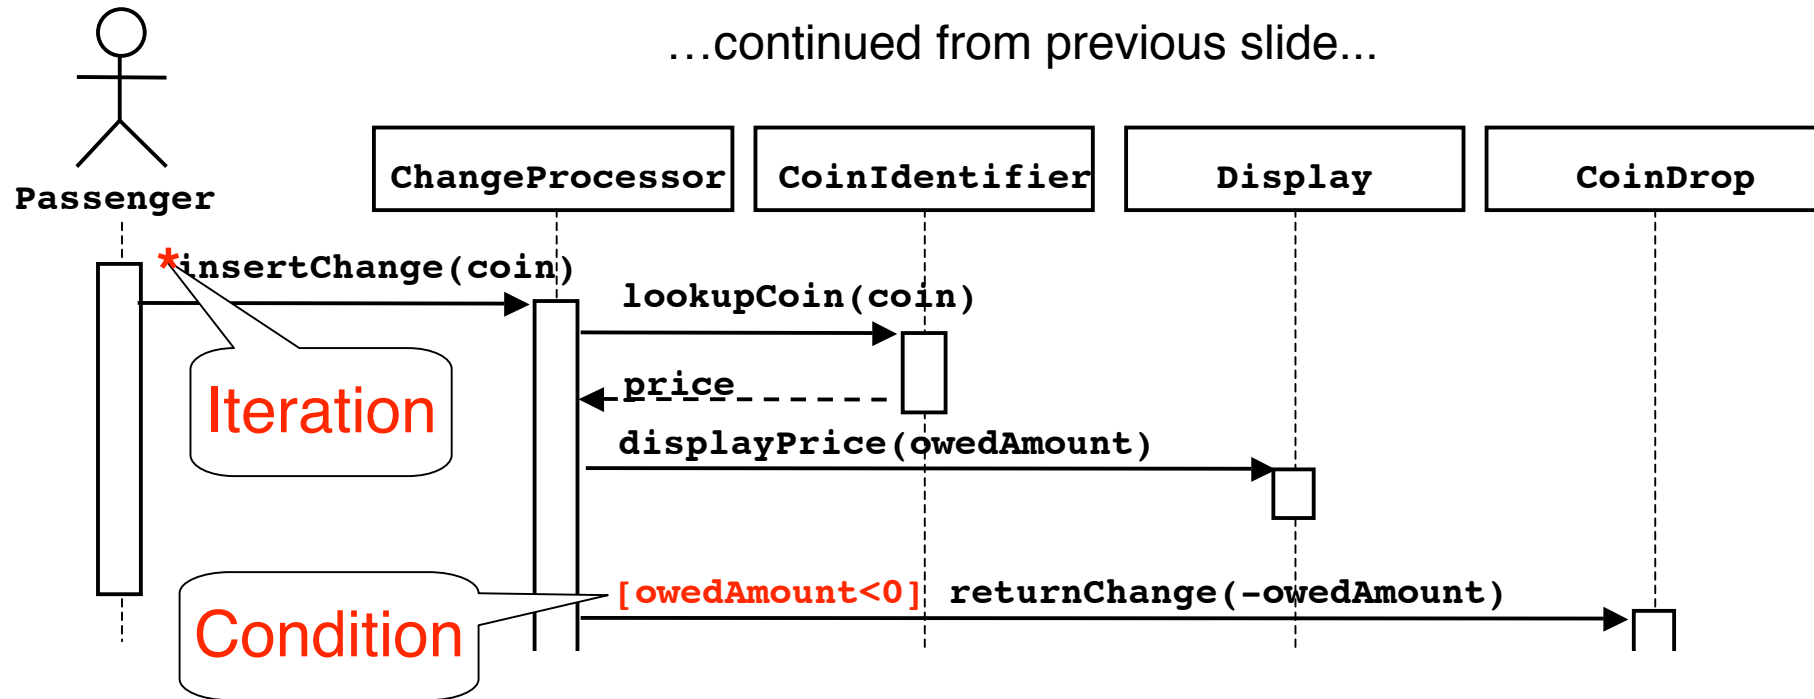 …continued from previous slide...
Passenger
ChangeProcessor
CoinIdentifier
Display
CoinDrop
*insertChange(coin)
lookupCoin(coin)
Iteration
price
displayPrice(owedAmount)
[owedAmount<0] returnChange(-owedAmount)
Condition